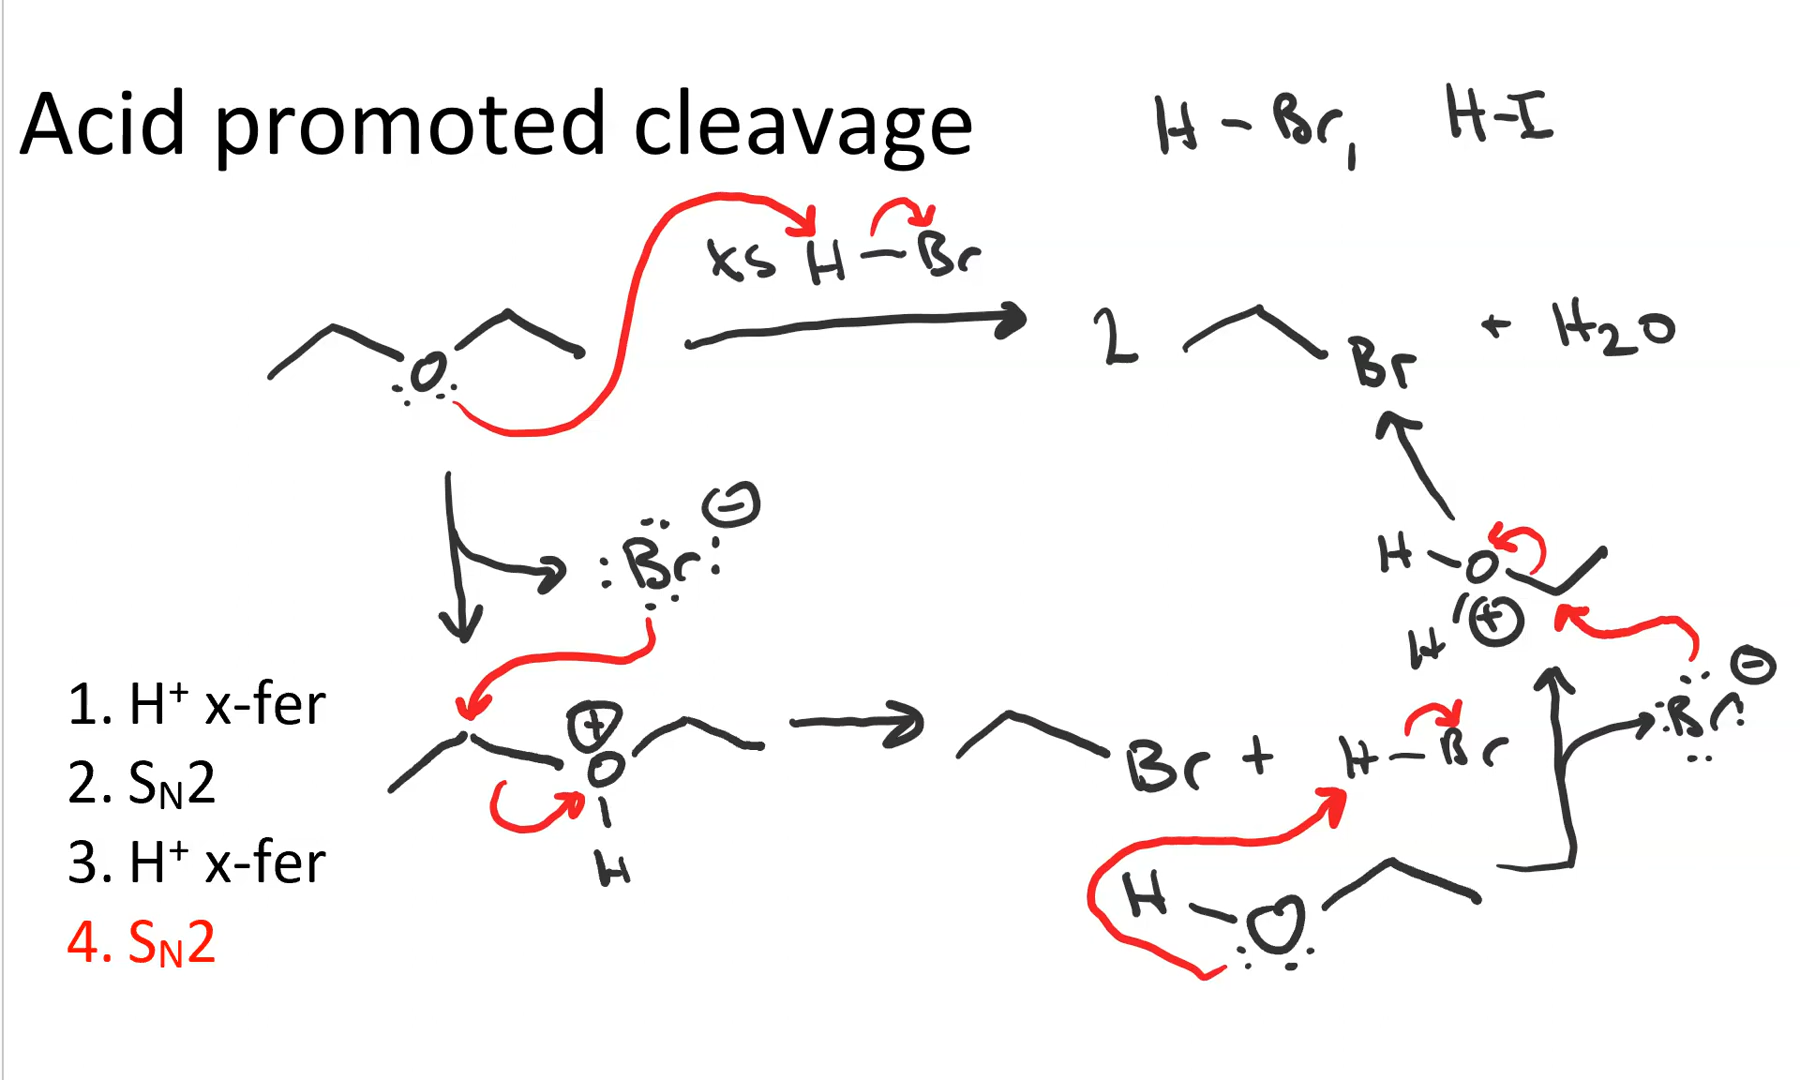 Acid promoted cleavage
H - Br, H-I
xs H - Br
O
2 Br + H2O
:Br: ⊖
H - O
H ⊕
:Br: ⊖
1. H⁺ x-fer
2. SN2
3. H⁺ x-fer
4. SN2
⊕
O
H
Br + H - Br
H - O